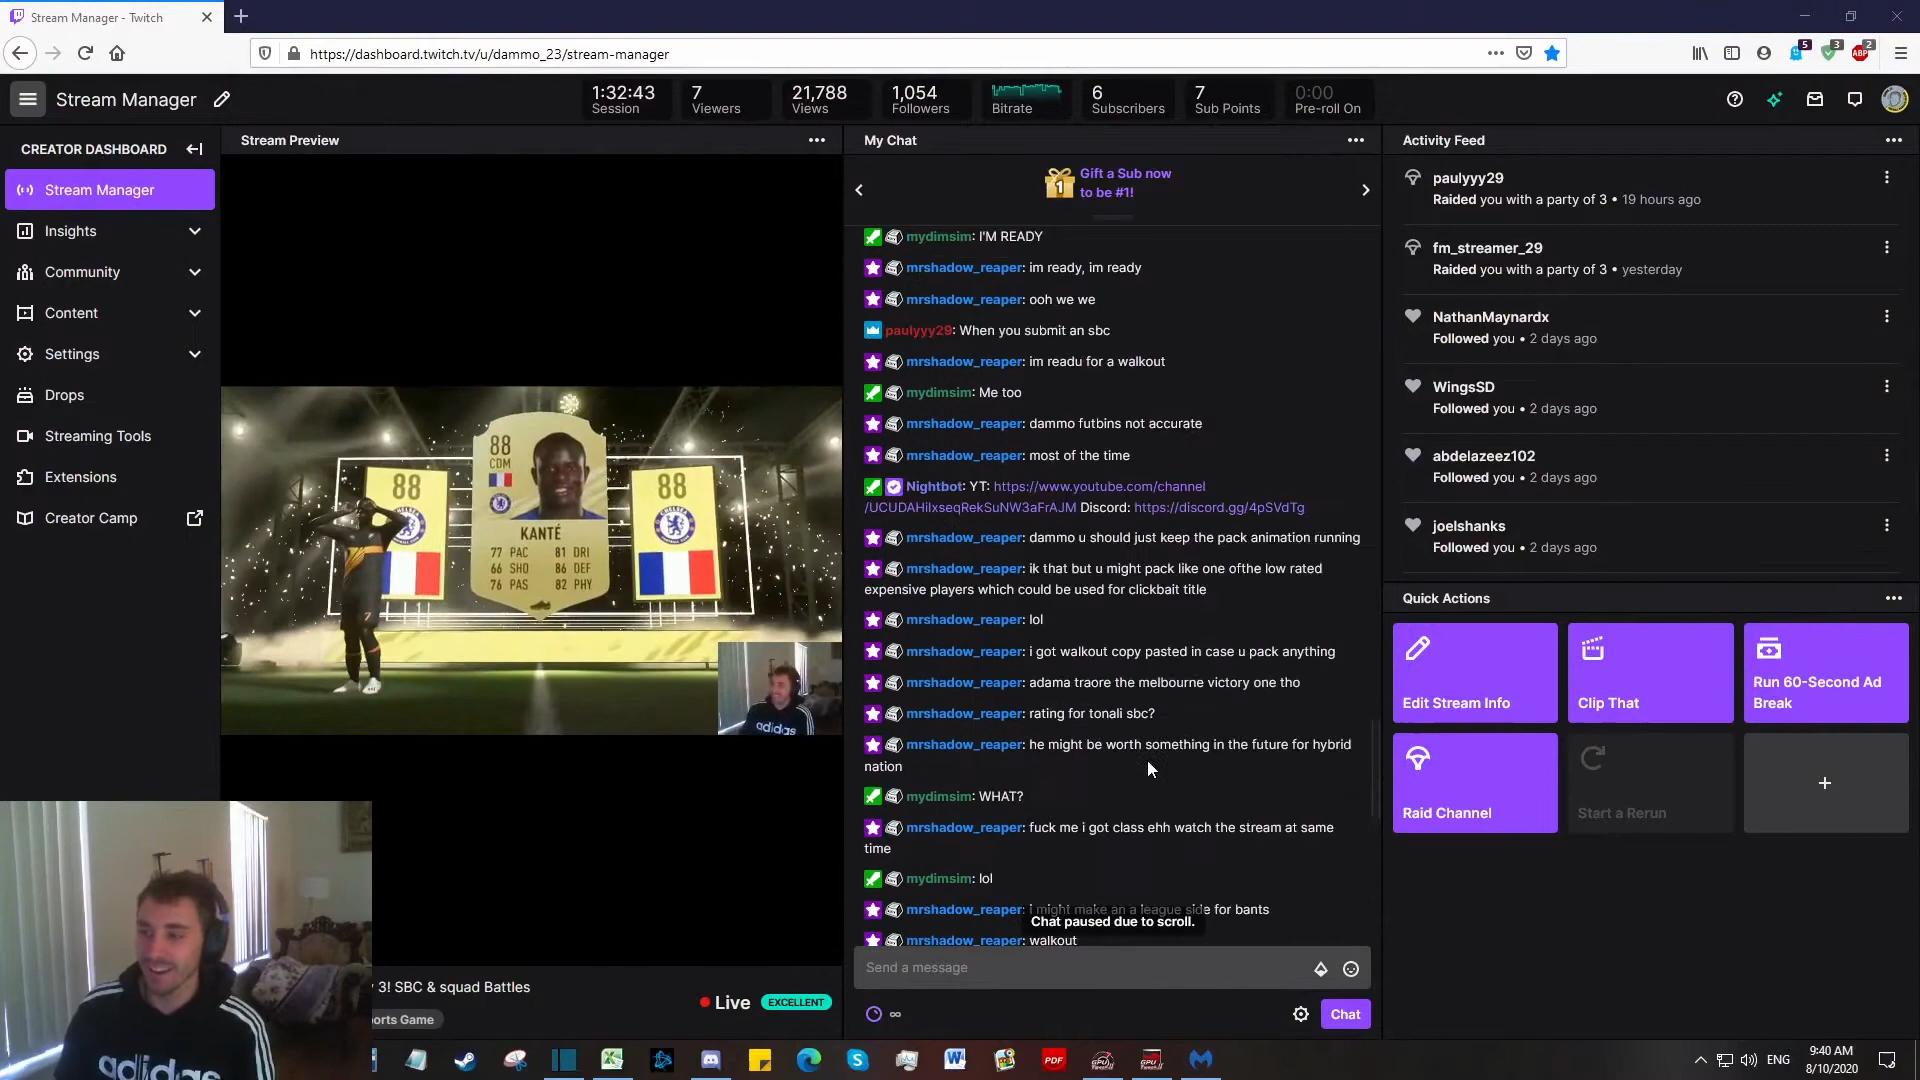 Stream Manager - Twitch
https://dashboard.twitch.tv/u/dammo_23/stream-manager
5
3
2
ABP
Stream Manager
1:32:43
Session
7
Viewers
21,788
Views
1,054
Followers
Bitrate
6
Subscribers
7
Sub Points
0:00
Pre-roll On
CREATOR DASHBOARD
Stream Manager
Insights
Community
Content
Settings
Drops
Streaming Tools
Extensions
Creator Camp
Stream Preview
88
CDM
88
88
KANTÉ
77 PAC 81 DRI
66 SHO 86 DEF
76 PAS 82 PHY
7
adidas
adidas
y 3! SBC & squad Battles
orts Game
Live
EXCELLENT
My Chat
1
Gift a Sub now
to be #1!
mydimsim: I'M READY
mrshadow_reaper: im ready, im ready
mrshadow_reaper: ooh we we
paulyyy29: When you submit an sbc
mrshadow_reaper: im readu for a walkout
mydimsim: Me too
mrshadow_reaper: dammo futbins not accurate
mrshadow_reaper: most of the time
Nightbot: YT: https://www.youtube.com/channel
/UCUDAHilxseqRekSuNW3aFrAJM Discord: https://discord.gg/4pSVdTg
mrshadow_reaper: dammo u should just keep the pack animation running
mrshadow_reaper: ik that but u might pack like one ofthe low rated
expensive players which could be used for clickbait title
mrshadow_reaper: lol
mrshadow_reaper: i got walkout copy pasted in case u pack anything
mrshadow_reaper: adama traore the melbourne victory one tho
mrshadow_reaper: rating for tonali sbc?
mrshadow_reaper: he might be worth something in the future for hybrid
nation
mydimsim: WHAT?
mrshadow_reaper: fuck me i got class ehh watch the stream at same
time
mydimsim: lol
mrshadow_reaper: i might make an a league side for bants
Chat paused due to scroll.
mrshadow_reaper: walkout
Send a message
Chat
Activity Feed
paulyyy29
Raided you with a party of 3 • 19 hours ago
fm_streamer_29
Raided you with a party of 3 • yesterday
NathanMaynardx
Followed you • 2 days ago
WingsSD
Followed you • 2 days ago
abdelazeez102
Followed you • 2 days ago
joelshanks
Followed you • 2 days ago
Quick Actions
Edit Stream Info
Clip That
Run 60-Second Ad
Break
Raid Channel
Start a Rerun
PDF
ENG
9:40 AM
8/10/2020